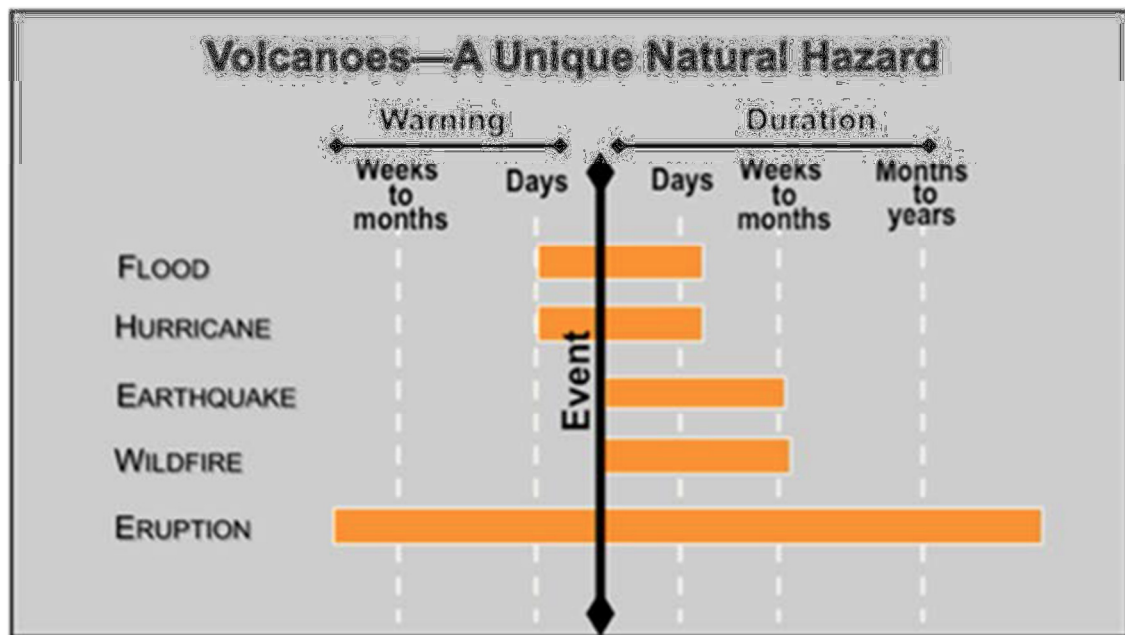 Volcanoes—A Unique Natural Hazard
Warning
Duration
Weeks
to
months
Days
Days
Weeks
to
months
Months
to
years
FLOOD
HURRICANE
Event
EARTHQUAKE
WILDFIRE
ERUPTION